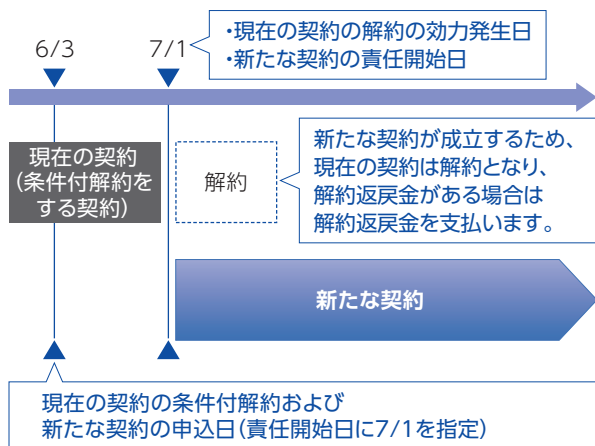 6/3
7/1
・現在の契約の解約の効力発生日
・新たな契約の責任開始日
現在の契約
(条件付解約を
する契約)
解約
新たな契約が成立するため、
現在の契約は解約となり、
解約返戻金がある場合は
解約返戻金を支払います。
新たな契約
現在の契約の条件付解約および
新たな契約の申込日(責任開始日に7/1を指定)